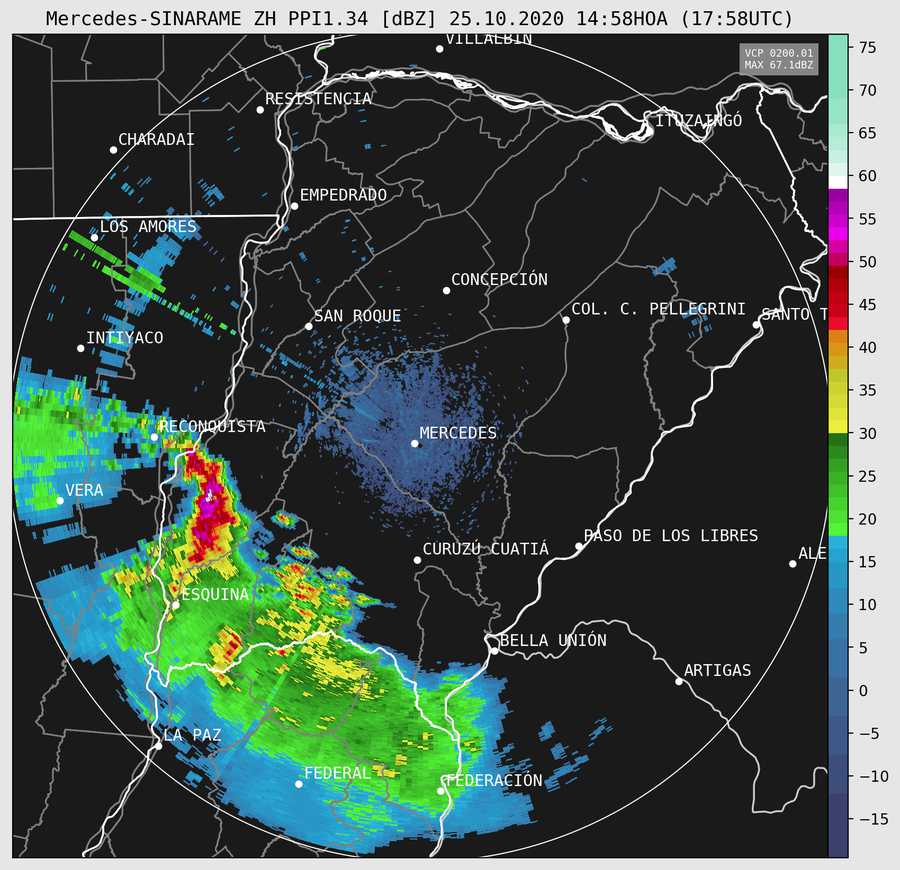 Mercedes-SINARAME ZH PPI1.34 [dBZ] 25.10.2020 14:58HOA (17:58UTC)
VILLALBIN
VCP 0200.01
MAX 67.1dBZ
RESISTENCIA
ITUZAINGÓ
CHARADAI
EMPEDRADO
LOS AMORES
CONCEPCIÓN
COL. C. PELLEGRINI
SANTO T
SAN ROQUE
INTIYACO
RECONQUISTA
MERCEDES
VERA
CURUZÚ CUATIÁ
PASO DE LOS LIBRES
ALE
ESQUINA
BELLA UNIÓN
ARTIGAS
LA PAZ
FEDERAL
FEDERACIÓN
75
70
65
60
55
50
45
40
35
30
25
20
15
10
5
0
−5
−10
−15